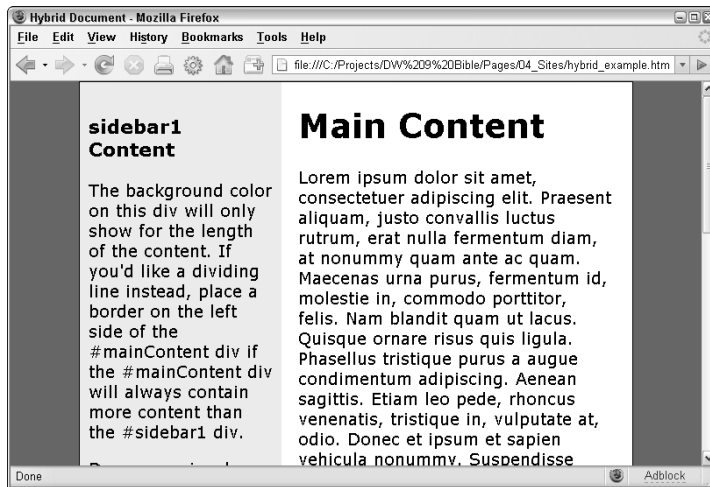 Hybrid Document - Mozilla Firefox
File Edit View History Bookmarks Tools Help
file:///C:/Projects/DW%209%20Bible/Pages/04_Sites/hybrid_example.htm
sidebar1
Content
The background color
on this div will only
show for the length
of the content. If
you'd like a dividing
line instead, place a
border on the left
side of the
#mainContent div if
the #mainContent div
will always contain
more content than
the #sidebar1 div.
Main Content
Lorem ipsum dolor sit amet,
consectetuer adipiscing elit. Praesent
aliquam, justo convallis luctus
rutrum, erat nulla fermentum diam,
at nonummy quam ante ac quam.
Maecenas urna purus, fermentum id,
molestie in, commodo porttitor,
felis. Nam blandit quam ut lacus.
Quisque ornare risus quis ligula.
Phasellus tristique purus a augue
condimentum adipiscing. Aenean
sagittis. Etiam leo pede, rhoncus
venenatis, tristique in, vulputate at,
odio. Donec et ipsum et sapien
vehicula nonummy. Suspendisse
Done
Adblock